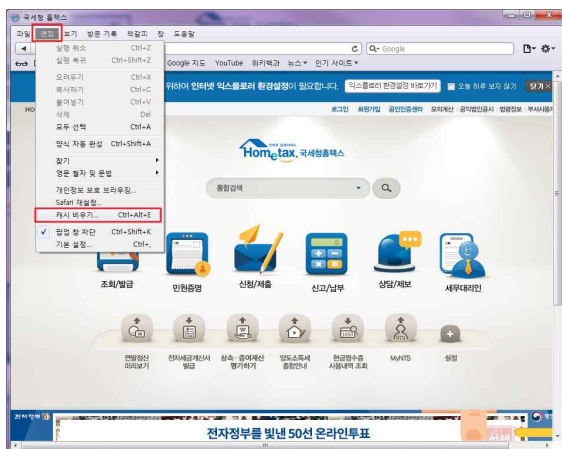 국세청 홈택스
파일 편집 보기 방문 기록 책갈피 창 도움말
Google
Google 지도 YouTube 위키백과 뉴스 인기 사이트
실행 취소 Ctrl+Z
실행 복귀 Ctrl+Shift+Z
오려두기 Ctrl+X
복사하기 Ctrl+C
붙여넣기 Ctrl+V
삭제 Del
모두 선택 Ctrl+A
양식 자동 완성 Ctrl+Shift+A
찾기
영문 철자 및 문법
개인정보 보호 브라우징...
Safari 재설정...
캐시 비우기... Ctrl+Alt+E
팝업 창 차단 Ctrl+Shift+K
기본 설정... Ctrl+,
위하여 인터넷 익스플로러 환경설정이 필요합니다. 익스플로러 환경설정 바로가기 오늘 하루 보지 않기 닫기 ×
HO
로그인 회원가입 공인인증센터 모의계산 공익법인공시 법령정보 부서사용
Hometax. 국세청홈택스
통합검색
조회/발급 민원증명 신청/제출 신고/납부 상담/제보 세무대리인
연말정산 미리보기
전자세금계산서 발급
상속·증여재산 평가하기
양도소득세 종합안내
현금영수증 사용내역 조회
MyNTS
설정
전자정부를 빛낸 50선 온라인투표